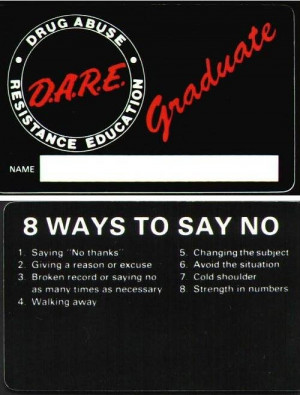 DRUG ABUSE
RESISTANCE EDUCATION
D.A.R.E.
Graduate
NAME
8 WAYS TO SAY NO
1. Saying "No thanks"
2. Giving a reason or excuse
3. Broken record or saying no
as many times as necessary
4. Walking away
5. Changing the subject
6. Avoid the situation
7. Cold shoulder
8. Strength in numbers